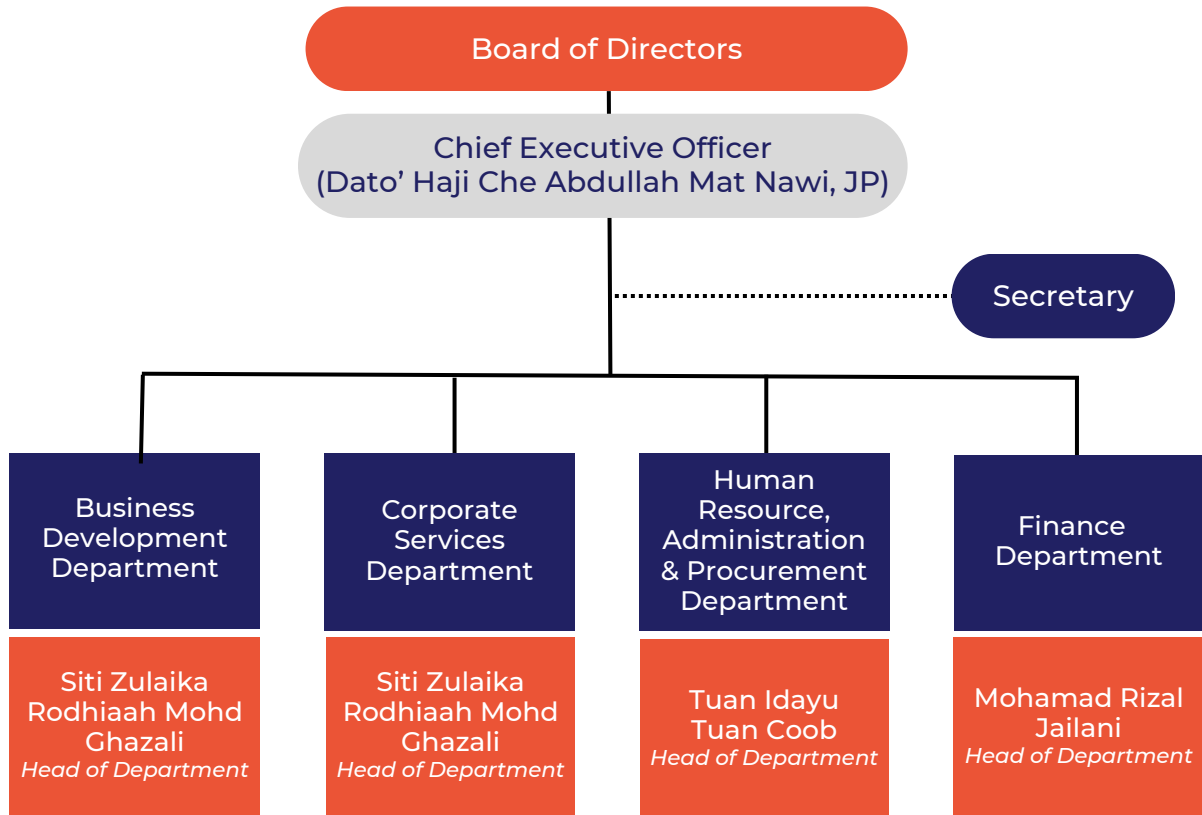 Board of Directors
Chief Executive Officer
(Dato’ Haji Che Abdullah Mat Nawi, JP)
Secretary
Business
Development
Department
Siti Zulaika
Rodhiaah Mohd
Ghazali
Head of Department
Corporate
Services
Department
Siti Zulaika
Rodhiaah Mohd
Ghazali
Head of Department
Human
Resource,
Administration
& Procurement
Department
Tuan Idayu
Tuan Coob
Head of Department
Finance
Department
Mohamad Rizal
Jailani
Head of Department